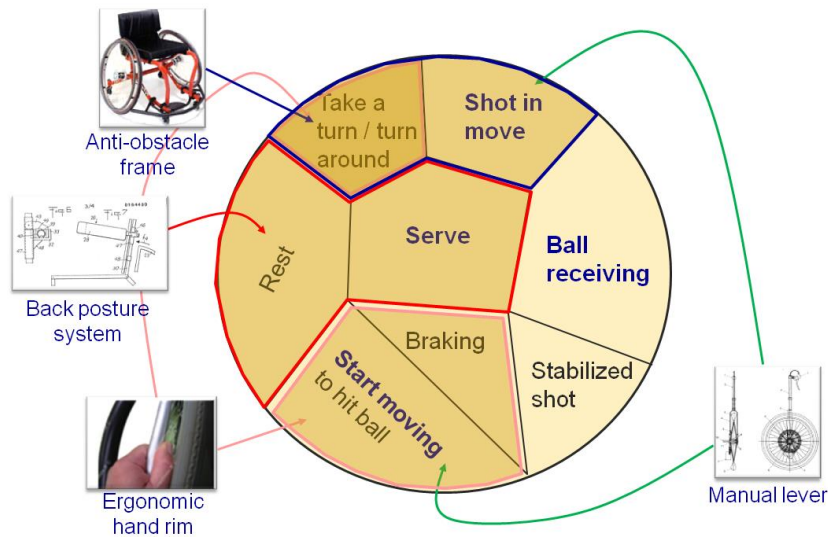 Take a
turn / turn
around
Shot in
move
Anti-obstacle
frame
Serve
Ball
receiving
Rest
Back posture
system
Braking
Start moving
to hit ball
Stabilized
shot
Ergonomic
hand rim
Manual lever